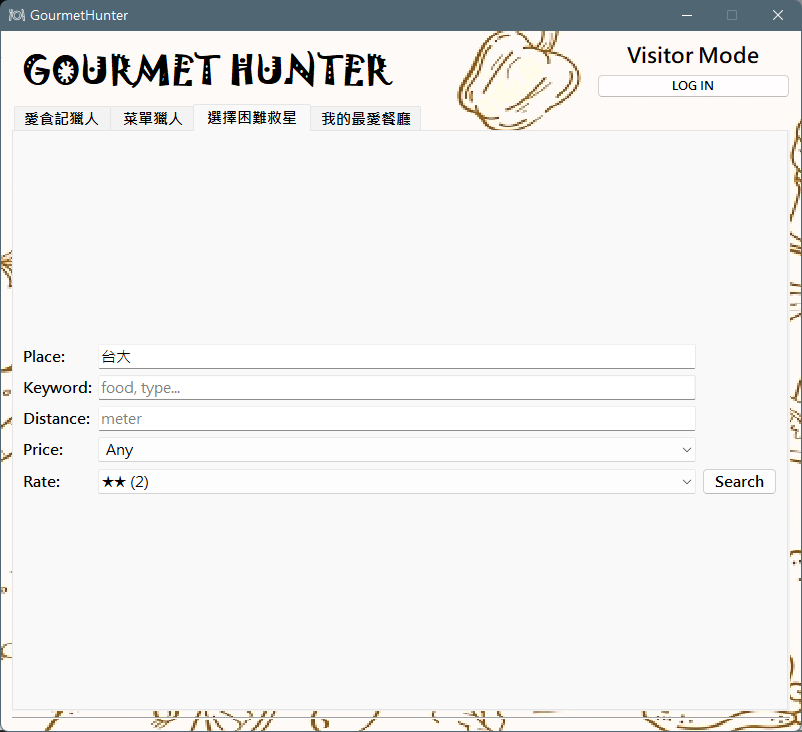 GourmetHunter
GOURMET HUNTER
Visitor Mode
LOG IN
愛食記獵人 菜單獵人 選擇困難救星 我的最愛餐廳
Place: 台大
Keyword: food, type...
Distance: meter
Price: Any
Rate: ★★ (2) Search